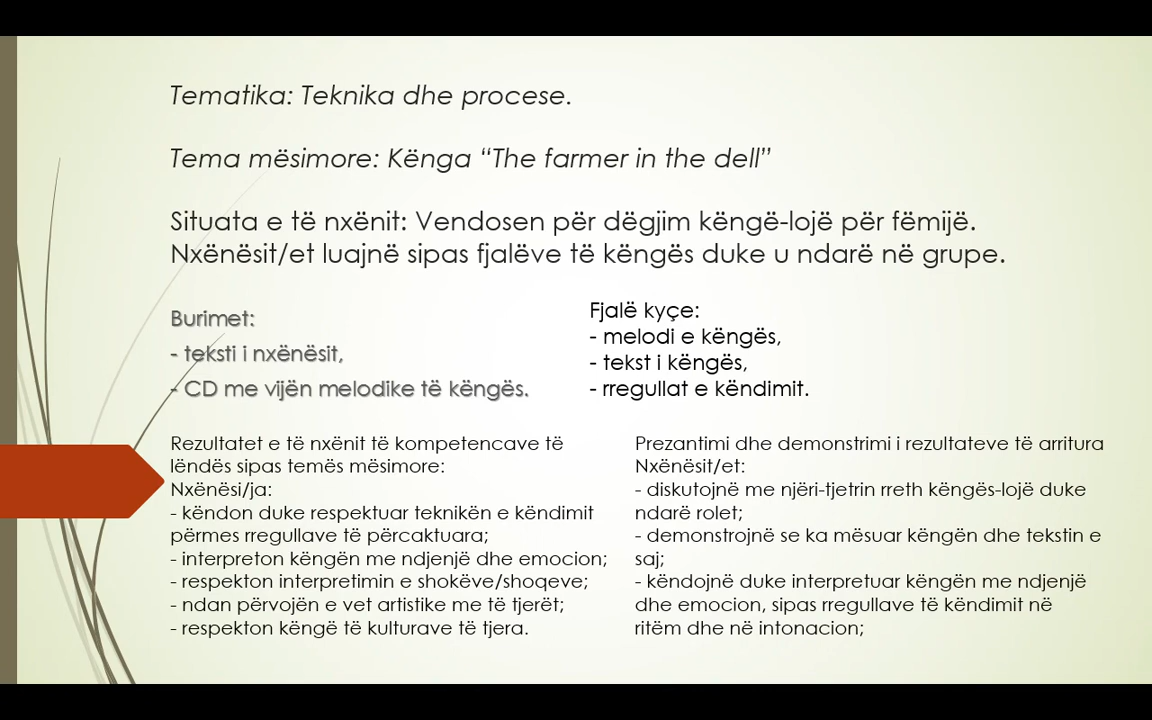 Tematika: Teknika dhe procese.
Tema mësimore: Kënga “The farmer in the dell”
Situata e të nxënit: Vendosen për dëgjim këngë-lojë për fëmijë.
Nxënësit/et luajnë sipas fjalëve të këngës duke u ndarë në grupe.
Burimet:
- teksti i nxënësit,
- CD me vijën melodike të këngës.
Fjalë kyçe:
- melodi e këngës,
- tekst i këngës,
- rregullat e këndimit.
Rezultatet e të nxënit të kompetencave të
lëndës sipas temës mësimore:
Nxënësi/ja:
- këndon duke respektuar teknikën e këndimit
përmes rregullave të përcaktuara;
- interpreton këngën me ndjenjë dhe emocion;
- respekton interpretimin e shokëve/shoqeve;
- ndan përvojën e vet artistike me të tjerët;
- respekton këngë të kulturave të tjera.
Prezantimi dhe demonstrimi i rezultateve të arritura
Nxënësit/et:
- diskutojnë me njëri-tjetrin rreth këngës-lojë duke
ndarë rolet;
- demonstrojnë se ka mësuar këngën dhe tekstin e
saj;
- këndojnë duke interpretuar këngën me ndjenjë
dhe emocion, sipas rregullave të këndimit në
ritëm dhe në intonacion;